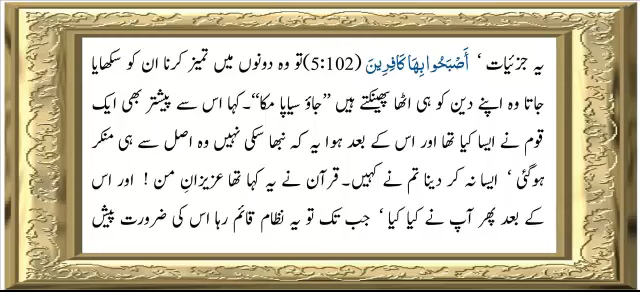 یہ جزئیات ‘ أَصْبَحُوا بِهَا كَافِرِينَ (5:102) تو وہ دونوں میں تمیز کرنا ان کو سکھایا
جاتا وہ اپنے دین کو ہی اٹھا پھینکتے ہیں ”جاؤ سیاپا مکا“۔ کہا اس سے پیشتر بھی ایک
قوم نے ایسا کیا تھا اور اس کے بعد ہوا یہ کہ نبھا سکی نہیں وہ اصل سے ہی منکر
ہوگئی ‘ ایسا نہ کر دینا تم نے کہیں۔ قرآن نے یہ کہا تھا عزیزانِ من ! اور اس
کے بعد پھر آپ نے کیا کیا ‘ جب تک تو یہ نظام قائم رہا اس کی ضرورت پیش